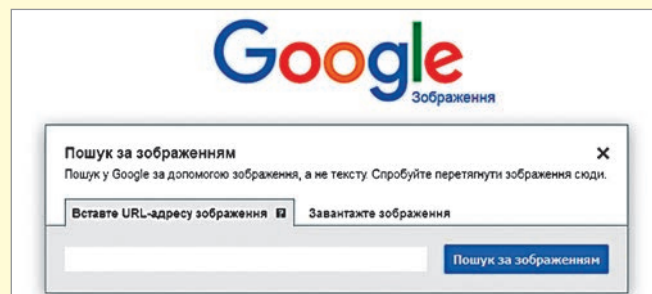 Google
Зображення
Пошук за зображенням
Пошук у Google за допомогою зображення, а не тексту. Спробуйте перетягнути зображення сюди.
Вставте URL-адресу зображення ? Завантажте зображення
Пошук за зображенням